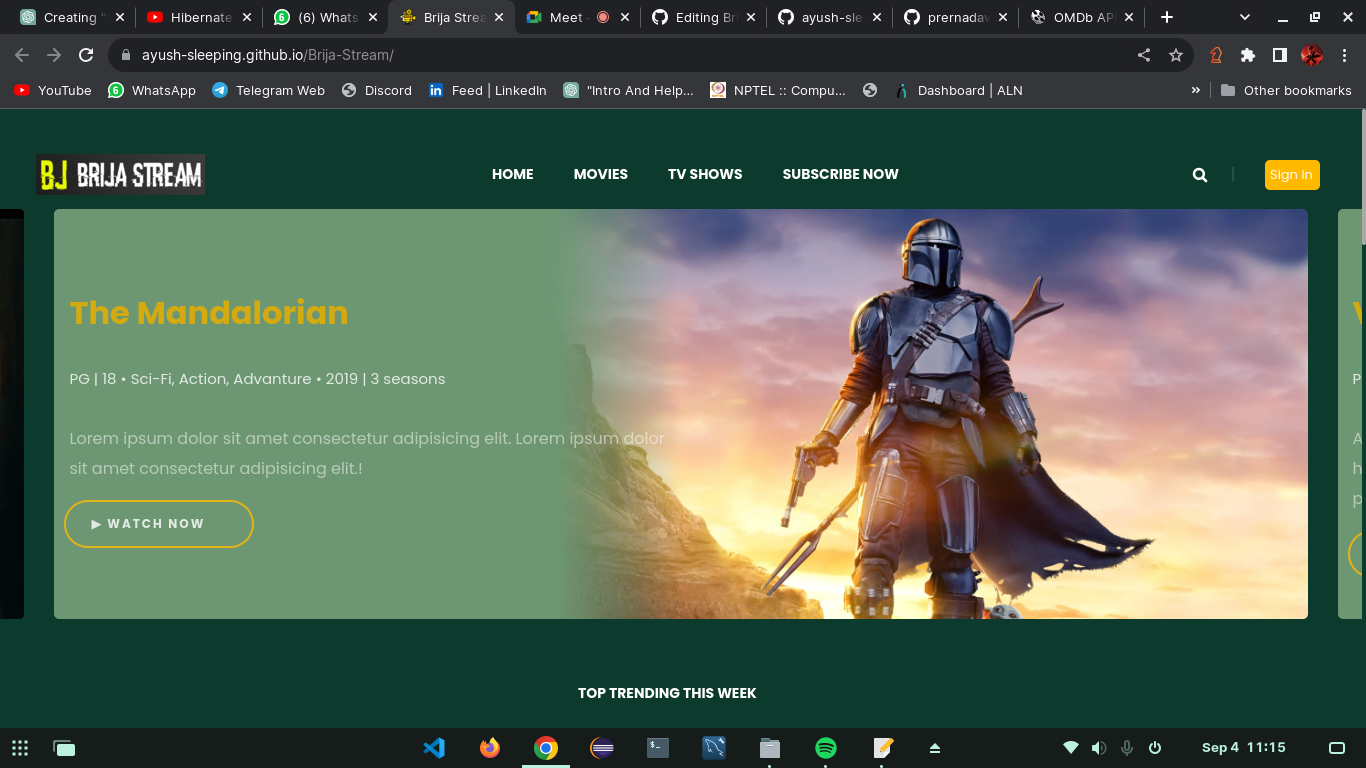 Creating "
Hibernate
(6) Whats
Brija Strea
Meet -
Editing Br
ayush-sle
prernadav
OMDb API
ayush-sleeping.github.io/Brija-Stream/
YouTube
WhatsApp
Telegram Web
Discord
Feed | LinkedIn
"Intro And Help...
NPTEL :: Compu...
Dashboard | ALN
»
Other bookmarks
BJ BRIJA STREAM
HOME
MOVIES
TV SHOWS
SUBSCRIBE NOW
Sign In
The Mandalorian
PG | 18 • Sci-Fi, Action, Advanture • 2019 | 3 seasons
Lorem ipsum dolor sit amet consectetur adipisicing elit. Lorem ipsum dolor
sit amet consectetur adipisicing elit.!
▶ WATCH NOW
TOP TRENDING THIS WEEK
Sep 4 11:15